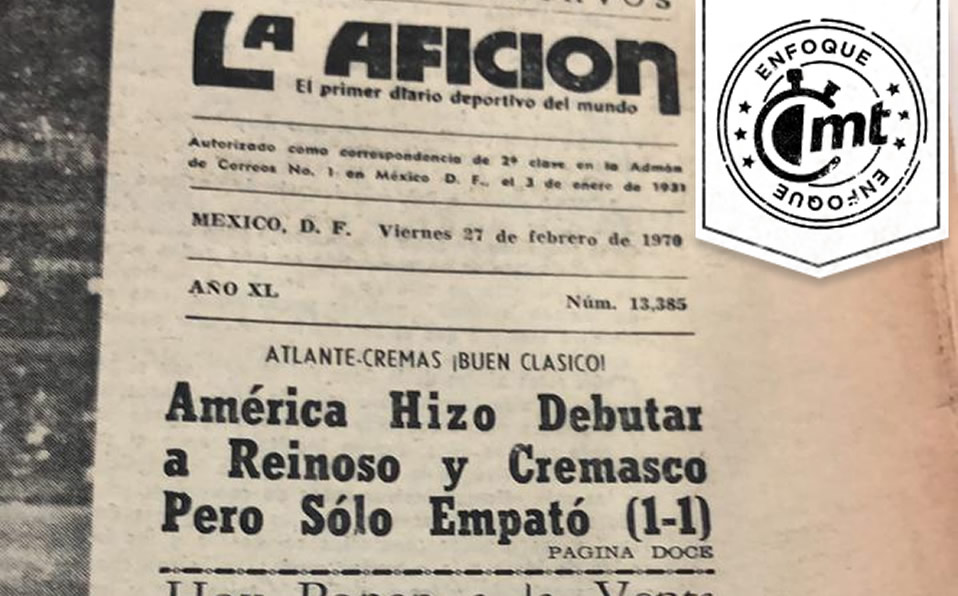 LA AFICION
El primer diario deportivo del mundo
Autorizado como correspondencia de 2ª clase en la Admón
de Correos No. 1 en México D. F., el 3 de enero de 1931
MEXICO, D. F. Viernes 27 de febrero de 1970
AÑO XL Núm. 13,385
ATLANTE-CREMAS ¡BUEN CLASICO!
América Hizo Debutar
a Reinoso y Cremasco
Pero Sólo Empató (1-1)
PAGINA DOCE
ENFOQUE
mt
ENFOQUE